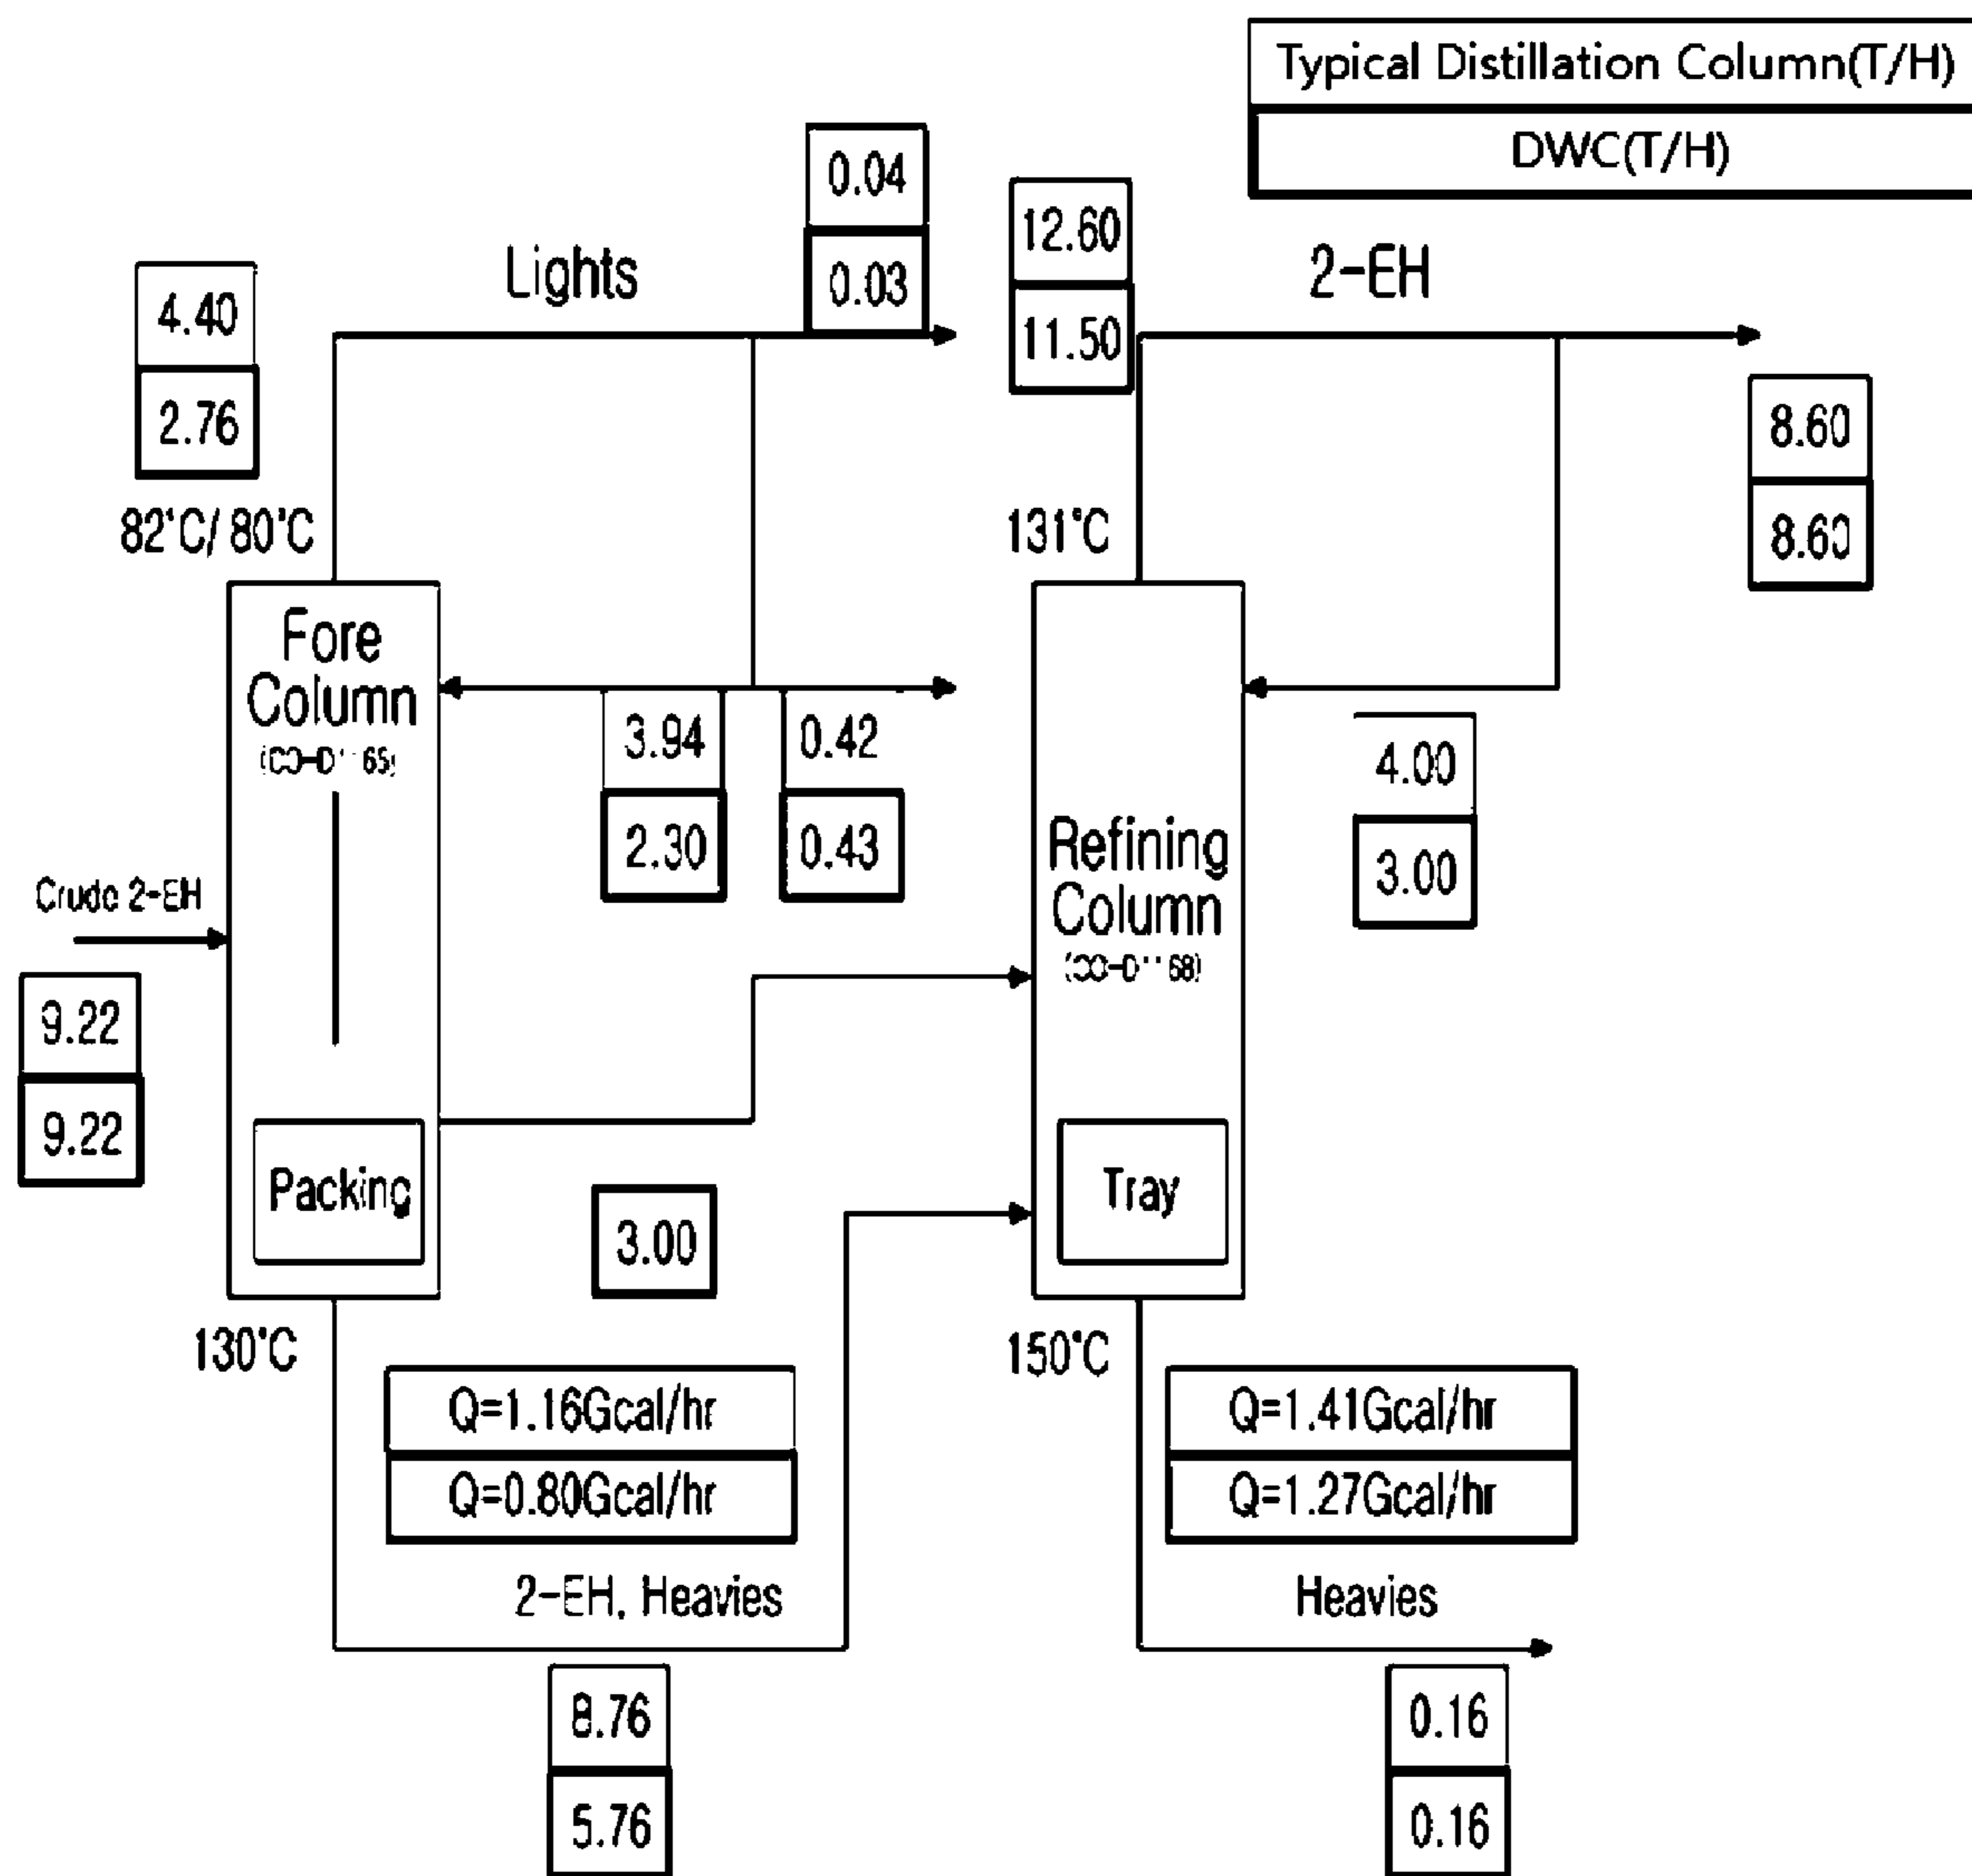 Typical Distillation Column(T/H)
DWC(T/H)
0.04
0.03
12.60
11.50
Lights
2-EH
4.40
2.76
8.60
8.60
82°C/ 80°C
131°C
Fore
Column
3.94
2.30
0.42
0.43
4.00
3.00
Refining
Column
Crude 2-EH
9.22
9.22
Packing
Tray
3.00
130°C
150°C
Q=1.16Gcal/hr
Q=0.80Gcal/hr
Q=1.41Gcal/hr
Q=1.27Gcal/hr
2-EH, Heavies
Heavies
8.76
5.76
0.16
0.16